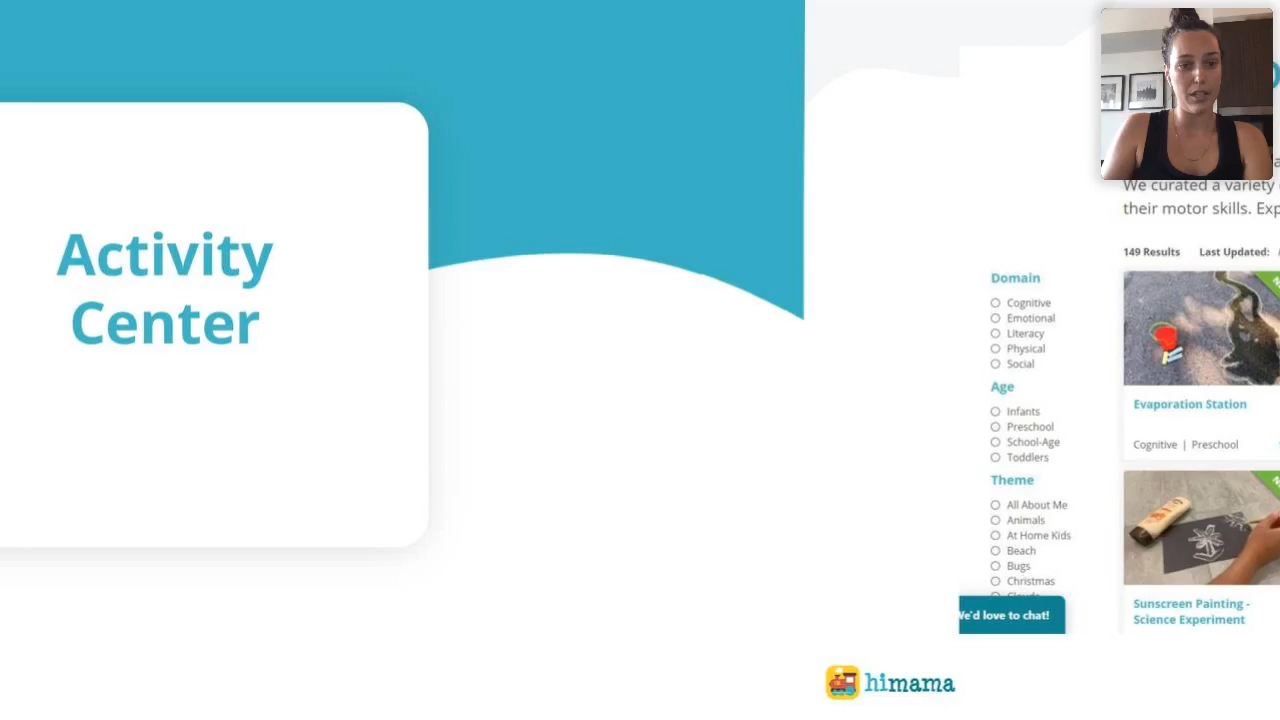 Activity
Center
We curated a variety
their motor skills. Exp
149 Results Last Updated:
Domain
Cognitive
Emotional
Literacy
Physical
Social
Age
Infants
Preschool
School-Age
Toddlers
Theme
All About Me
Animals
At Home Kids
Beach
Bugs
Christmas
We'd love to chat!
Evaporation Station
Cognitive | Preschool
Sunscreen Painting -
Science Experiment
himama